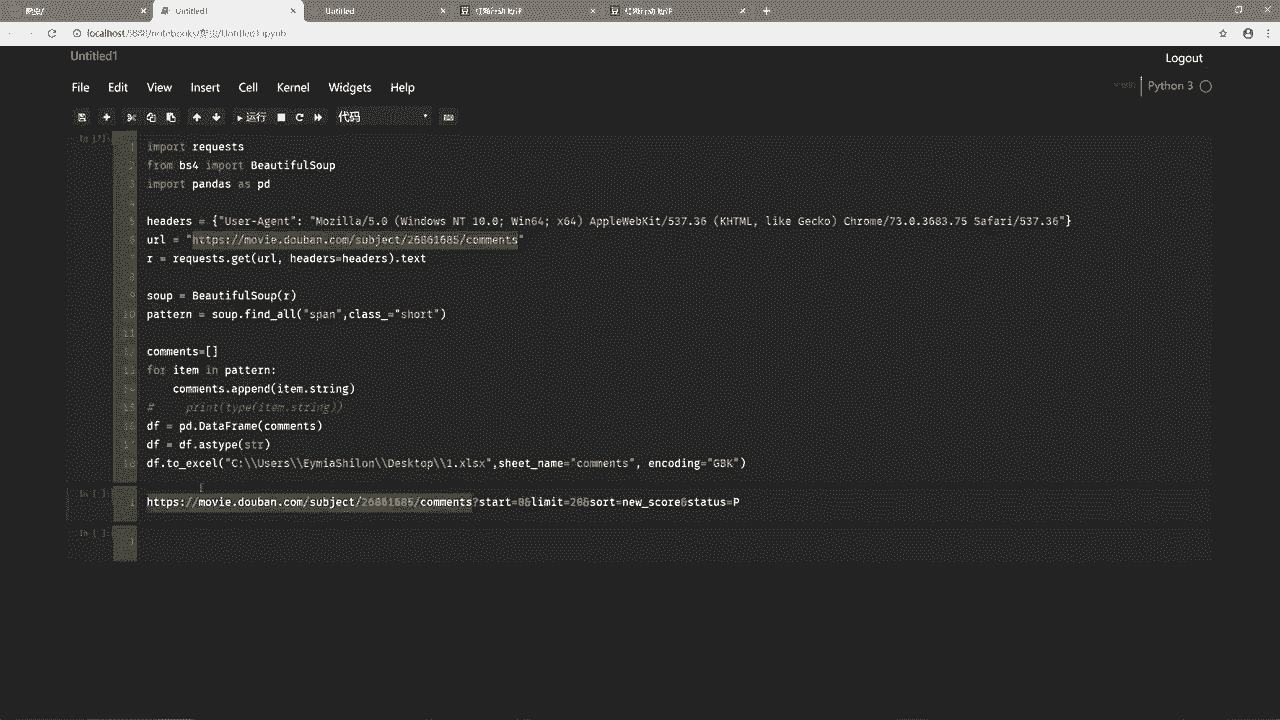 Untitled1
Untitled
Untitled1
Logout
File Edit View Insert Cell Kernel Widgets Help
Python 3
运行
代码
import requests
from bs4 import BeautifulSoup
import pandas as pd
headers = {"User-Agent": "Mozilla/5.0 (Windows NT 10.0; Win64; x64) AppleWebKit/537.36 (KHTML, like Gecko) Chrome/73.0.3683.75 Safari/537.36"}
url = "https://movie.douban.com/subject/26861685/comments"
r = requests.get(url, headers=headers).text
soup = BeautifulSoup(r)
pattern = soup.find_all("span",class_="short")
comments=[]
for item in pattern:
comments.append(item.string)
# print(type(item.string))
df = pd.DataFrame(comments)
df = df.astype(str)
df.to_excel("C:\\Users\\EymiaShilon\\Desktop\\1.xlsx",sheet_name="comments", encoding="GBK")
https://movie.douban.com/subject/26861685/comments?start=0&limit=20&sort=new_score&status=P